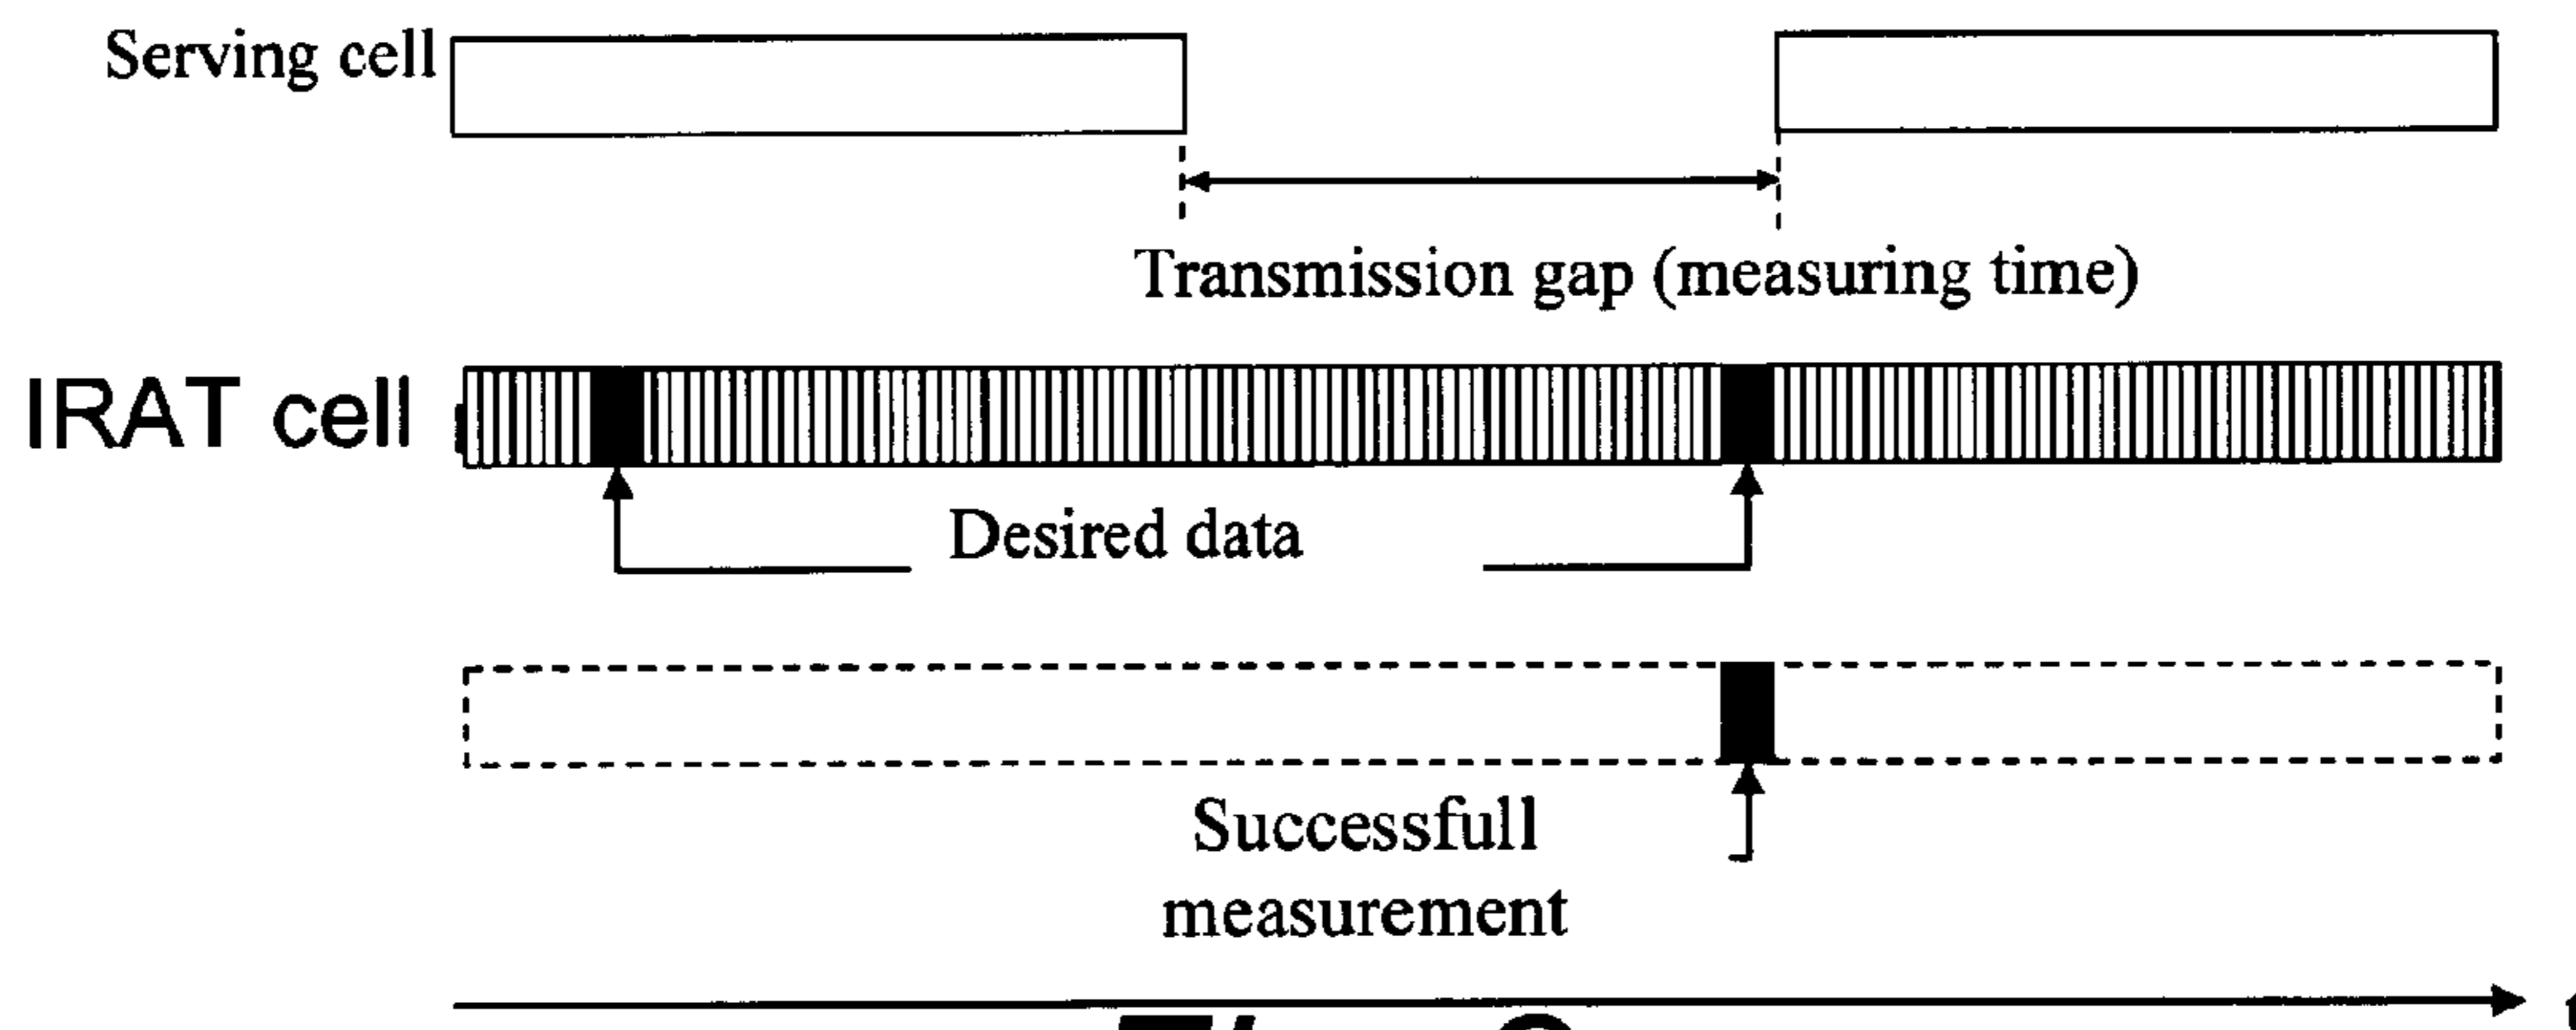 Serving cell
Transmission gap (measuring time)
IRAT cell
Desired data
Successfull
measurement